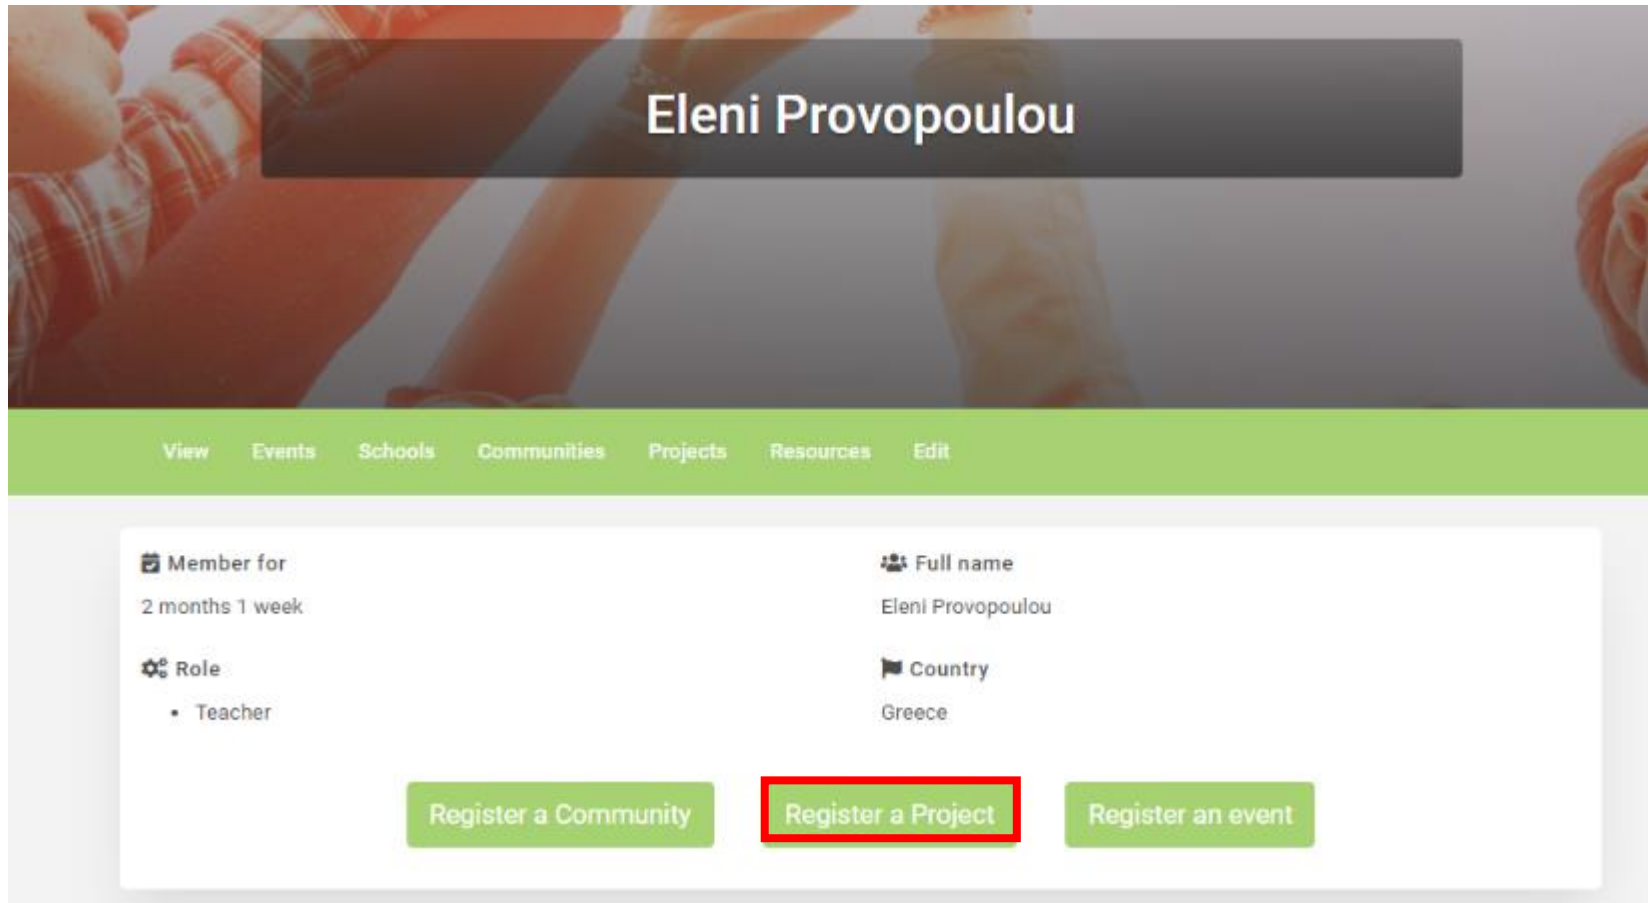 Eleni Provopoulou
View Events Schools Communities Projects Resources Edit
Member for
2 months 1 week
Full name
Eleni Provopoulou
Role
• Teacher
Country
Greece
Register a Community
Register a Project
Register an event